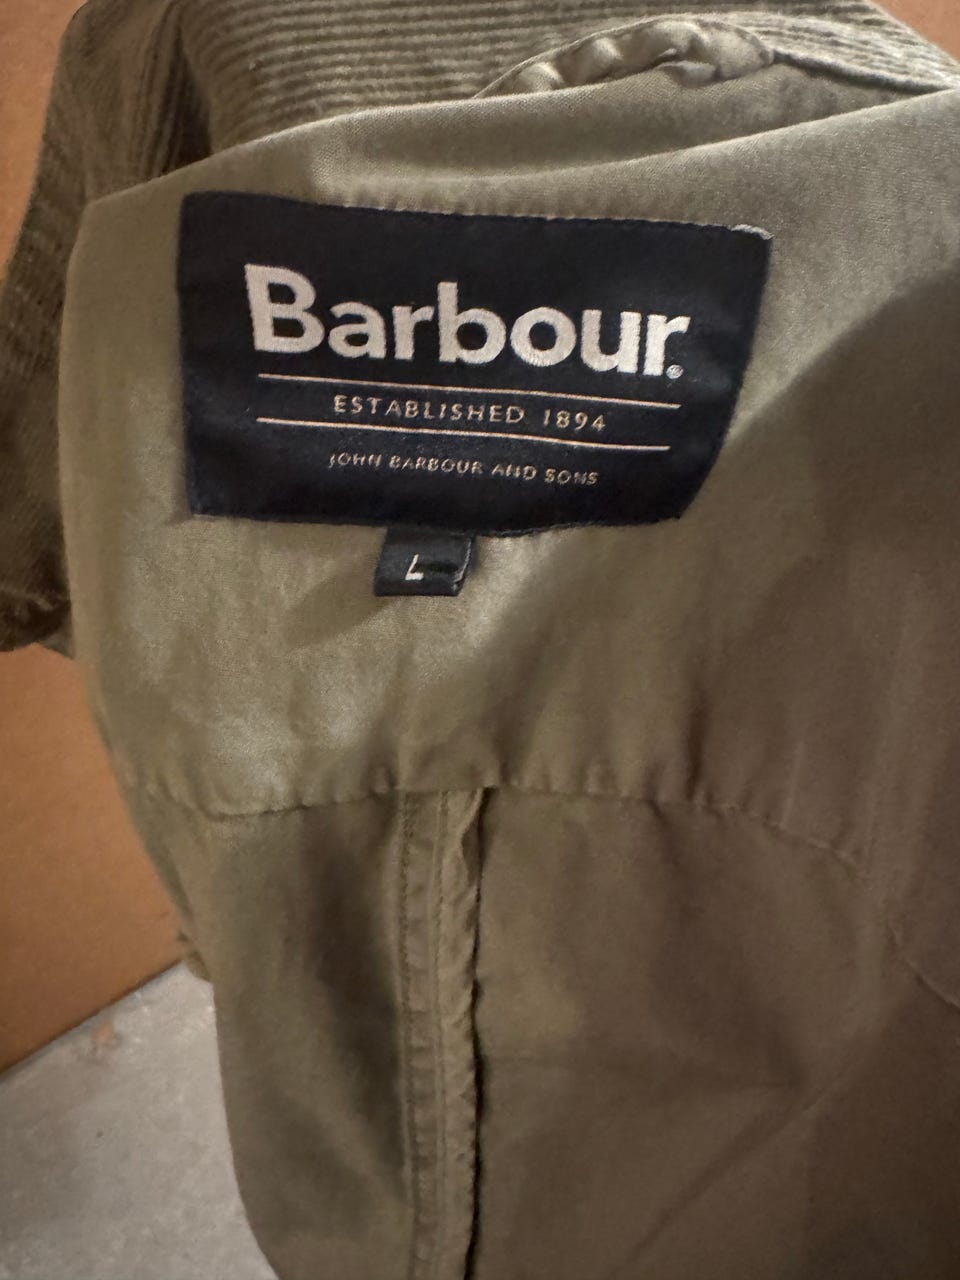 Barbour®
ESTABLISHED 1894
JOHN BARBOUR AND SONS
L